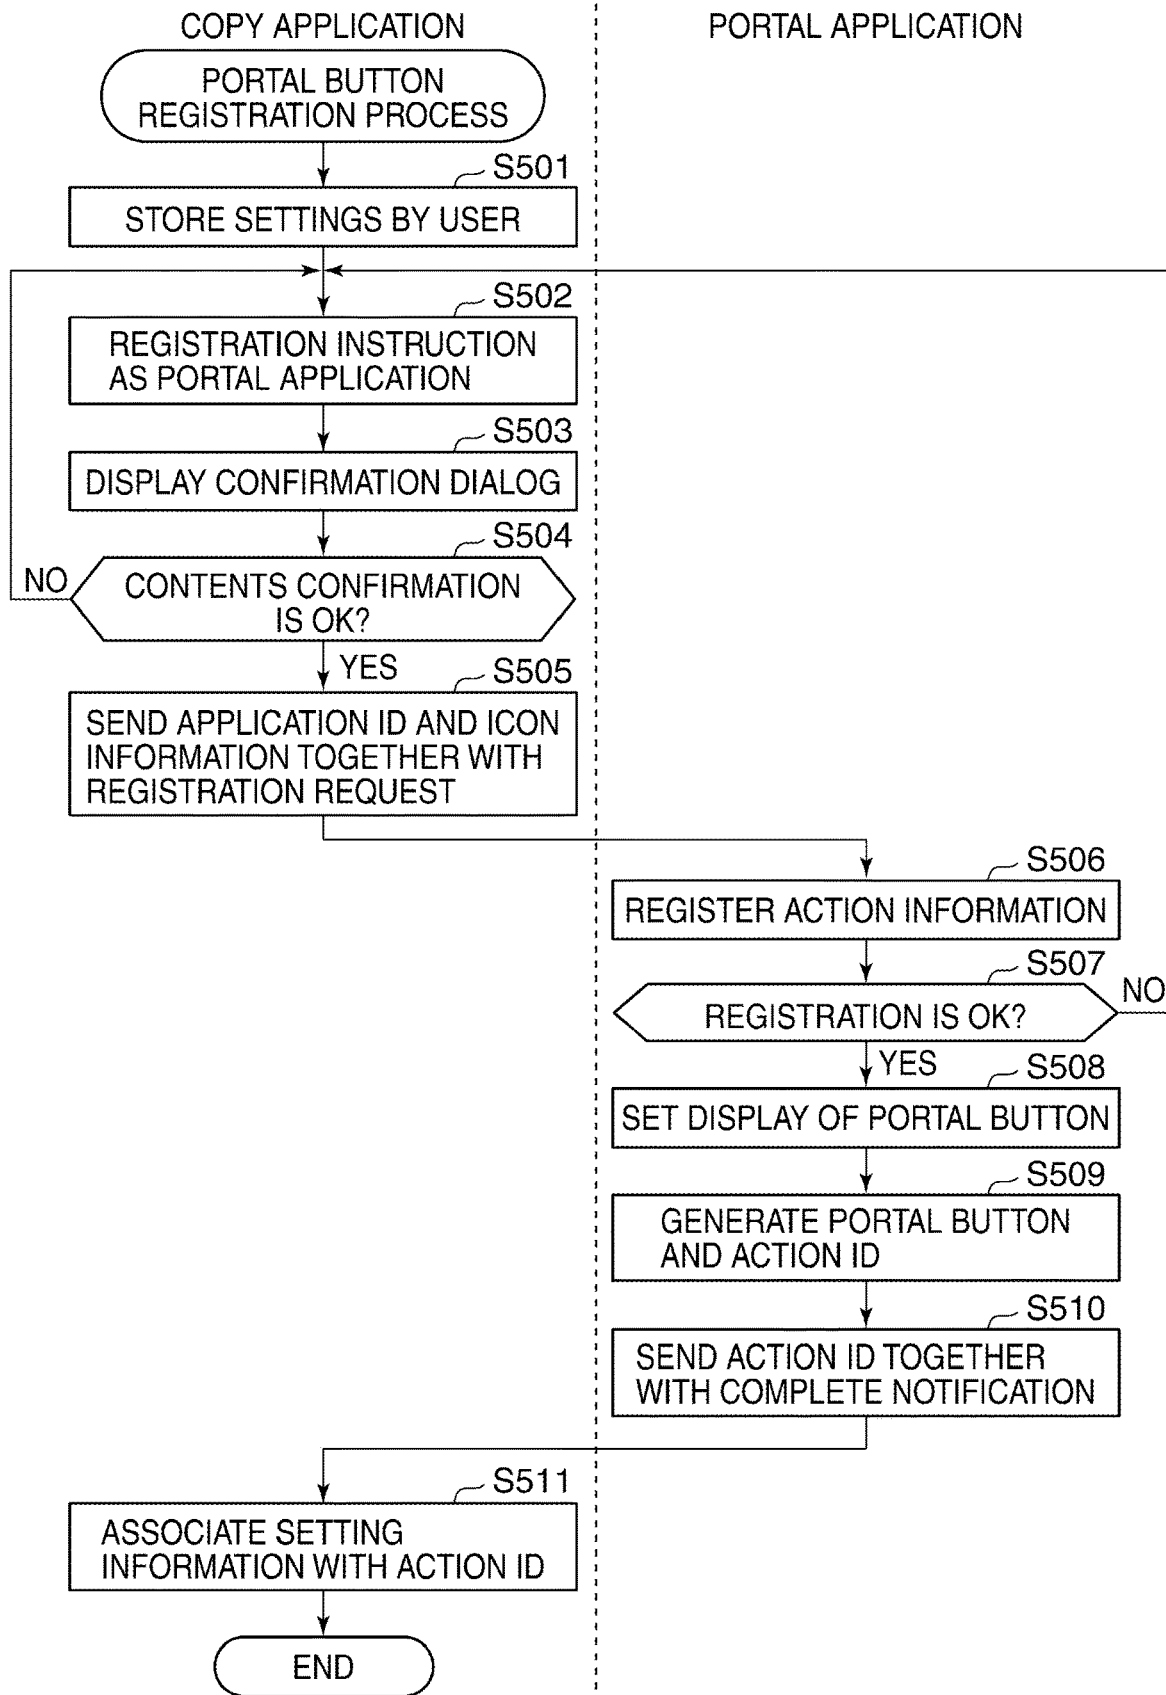 COPY APPLICATION
PORTAL APPLICATION
PORTAL BUTTON
REGISTRATION PROCESS
S501
STORE SETTINGS BY USER
S502
REGISTRATION INSTRUCTION
AS PORTAL APPLICATION
S503
DISPLAY CONFIRMATION DIALOG
S504
NO
CONTENTS CONFIRMATION
IS OK?
YES
S505
SEND APPLICATION ID AND ICON
INFORMATION TOGETHER WITH
REGISTRATION REQUEST
S506
REGISTER ACTION INFORMATION
S507
NO
REGISTRATION IS OK?
YES
S508
SET DISPLAY OF PORTAL BUTTON
S509
GENERATE PORTAL BUTTON
AND ACTION ID
S510
SEND ACTION ID TOGETHER
WITH COMPLETE NOTIFICATION
S511
ASSOCIATE SETTING
INFORMATION WITH ACTION ID
END